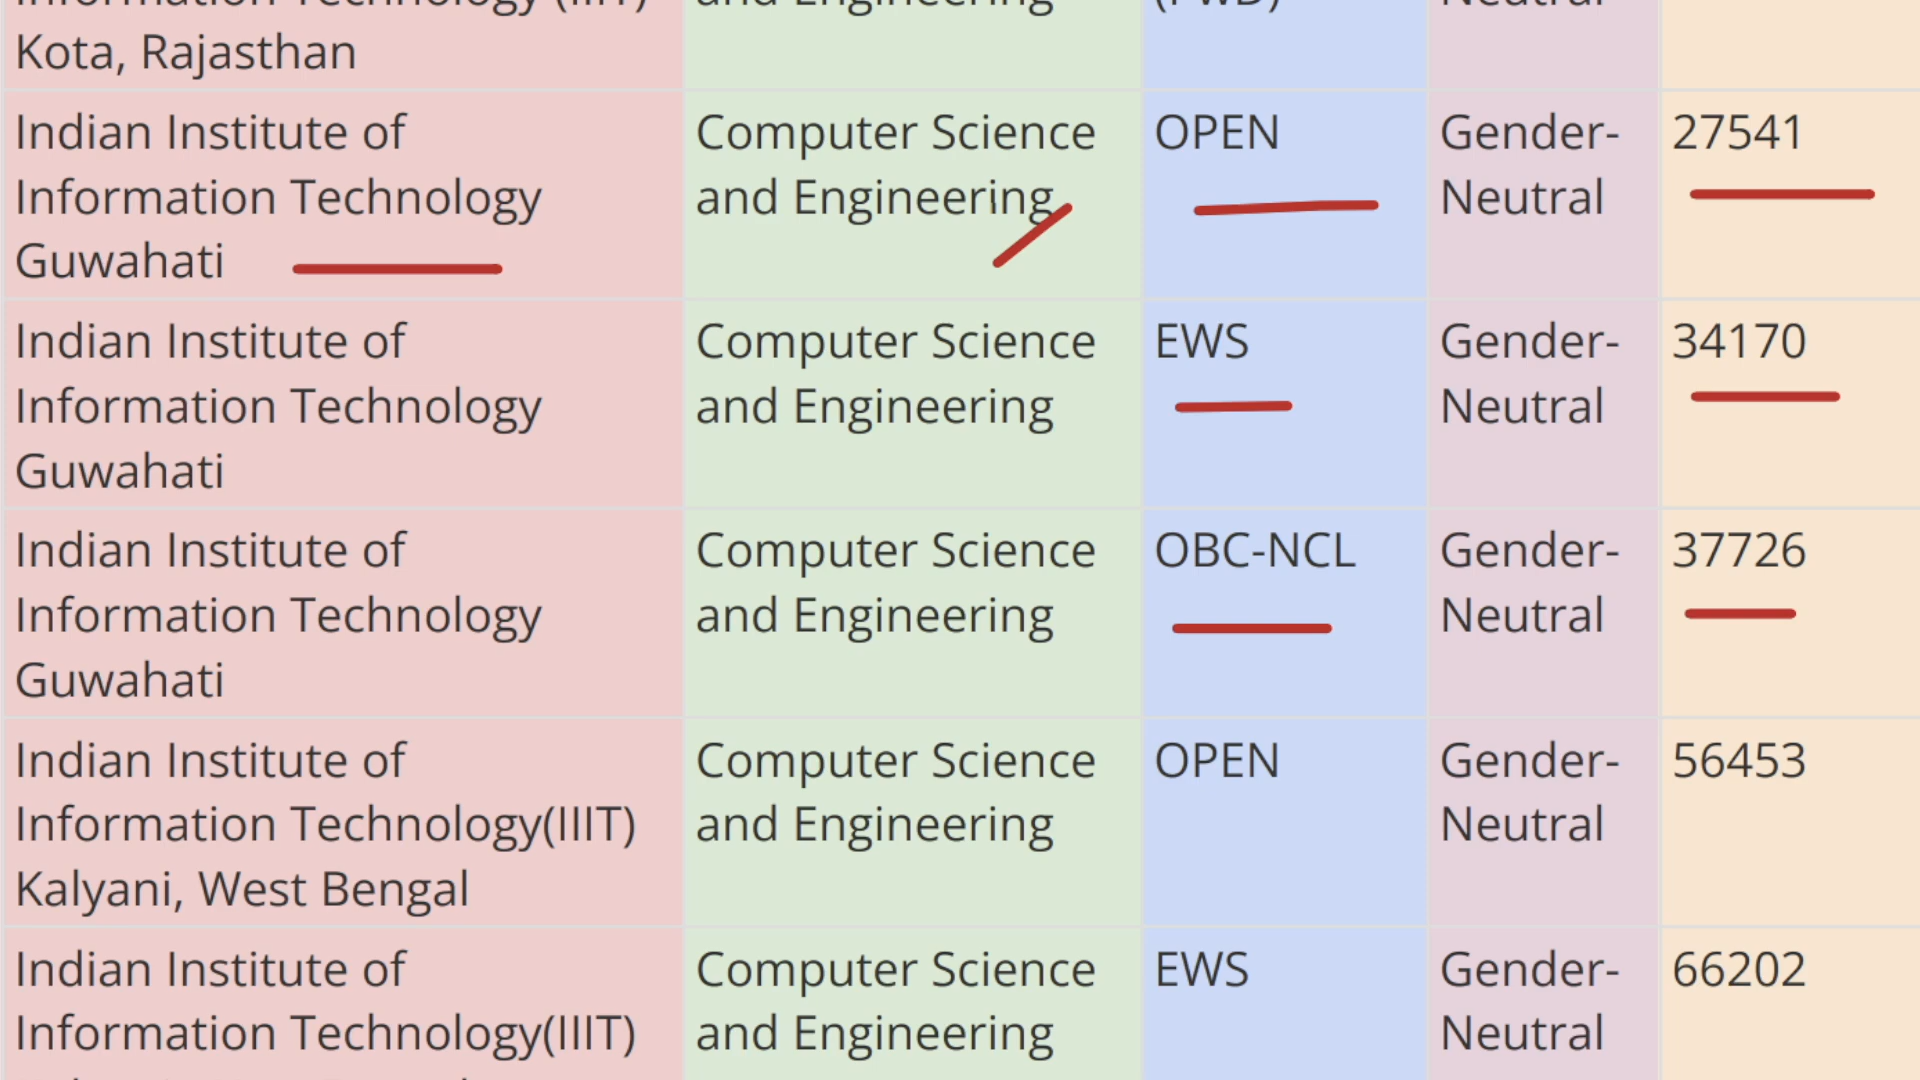 Kota, Rajasthan
and Engineering
Neutral
Indian Institute of
Information Technology
Guwahati
Computer Science
and Engineering
OPEN
Gender-
Neutral
27541
Indian Institute of
Information Technology
Guwahati
Computer Science
and Engineering
EWS
Gender-
Neutral
34170
Indian Institute of
Information Technology
Guwahati
Computer Science
and Engineering
OBC-NCL
Gender-
Neutral
37726
Indian Institute of
Information Technology(IIIT)
Kalyani, West Bengal
Computer Science
and Engineering
OPEN
Gender-
Neutral
56453
Indian Institute of
Information Technology(IIIT)
Computer Science
and Engineering
EWS
Gender-
Neutral
66202